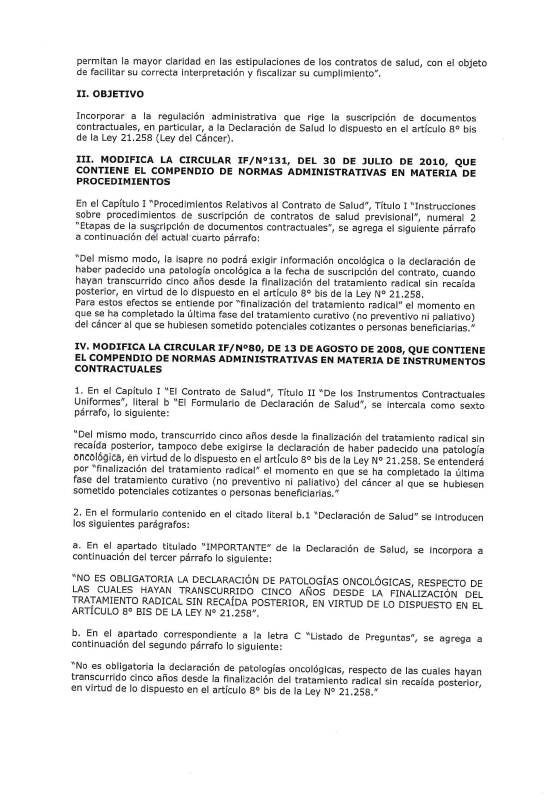 permitan la mayor claridad en las estipulaciones de los contratos de salud, con el objeto
de facilitar su correcta interpretación y fiscalizar su cumplimiento”.
II. OBJETIVO
Incorporar a la regulación administrativa que rige la suscripción de documentos
contractuales, en particular, a la Declaración de Salud lo dispuesto en el artículo 8° bis
de la Ley 21.258 (Ley del Cáncer).
III. MODIFICA LA CIRCULAR IF/N°131, DEL 30 DE JULIO DE 2010, QUE
CONTIENE EL COMPENDIO DE NORMAS ADMINISTRATIVAS EN MATERIA DE
PROCEDIMIENTOS
En el Capítulo I “Procedimientos Relativos al Contrato de Salud”, Título I “Instrucciones
sobre procedimientos de suscripción de contratos de salud previsional”, numeral 2
“Etapas de la suscripción de documentos contractuales”, se agrega el siguiente párrafo
a continuación del actual cuarto párrafo:
“Del mismo modo, la isapre no podrá exigir información oncológica o la declaración de
haber padecido una patología oncológica a la fecha de suscripción del contrato, cuando
hayan transcurrido cinco años desde la finalización del tratamiento radical sin recaída
posterior, en virtud de lo dispuesto en el artículo 8° bis de la Ley N° 21.258.
Para estos efectos se entiende por “finalización del tratamiento radical” el momento en
que se ha completado la última fase del tratamiento curativo (no preventivo ni paliativo)
del cáncer al que se hubiesen sometido potenciales cotizantes o personas beneficiarias.”
IV. MODIFICA LA CIRCULAR IF/N°80, DE 13 DE AGOSTO DE 2008, QUE CONTIENE
EL COMPENDIO DE NORMAS ADMINISTRATIVAS EN MATERIA DE INSTRUMENTOS
CONTRACTUALES
1. En el Capítulo I “El Contrato de Salud”, Título II “De los Instrumentos Contractuales
Uniformes”, literal b “El Formulario de Declaración de Salud”, se intercala como sexto
párrafo, lo siguiente:
“Del mismo modo, transcurrido cinco años desde la finalización del tratamiento radical sin
recaída posterior, tampoco debe exigirse la declaración de haber padecido una patología
oncológica, en virtud de lo dispuesto en el artículo 8° bis de la Ley N° 21.258. Se entenderá
por “finalización del tratamiento radical” el momento en que se ha completado la última
fase del tratamiento curativo (no preventivo ni paliativo) del cáncer al que se hubiesen
sometido potenciales cotizantes o personas beneficiarias.”
2. En el formulario contenido en el citado literal b.1 “Declaración de Salud” se introducen
los siguientes parágrafos:
a. En el apartado titulado “IMPORTANTE” de la Declaración de Salud, se incorpora a
continuación del tercer párrafo lo siguiente:
“NO ES OBLIGATORIA LA DECLARACIÓN DE PATOLOGÍAS ONCOLÓGICAS, RESPECTO DE
LAS CUALES HAYAN TRANSCURRIDO CINCO AÑOS DESDE LA FINALIZACIÓN DEL
TRATAMIENTO RADICAL SIN RECAÍDA POSTERIOR, EN VIRTUD DE LO DISPUESTO EN EL
ARTÍCULO 8° BIS DE LA LEY N° 21.258”.
b. En el apartado correspondiente a la letra C “Listado de Preguntas”, se agrega a
continuación del segundo párrafo lo siguiente:
“No es obligatoria la declaración de patologías oncológicas, respecto de las cuales hayan
transcurrido cinco años desde la finalización del tratamiento radical sin recaída posterior,
en virtud de lo dispuesto en el artículo 8° bis de la Ley N° 21.258.”